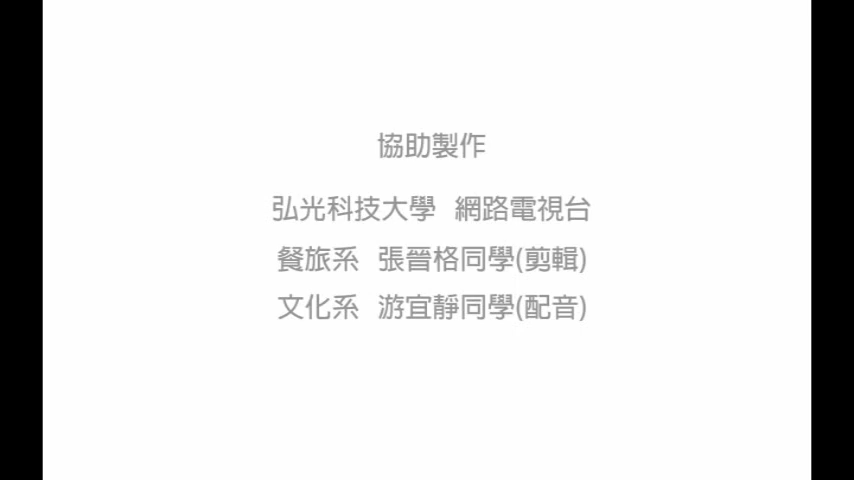 協助製作
弘光科技大學 網路電視台
餐旅系 張晉格同學(剪輯)
文化系 游宜靜同學(配音)